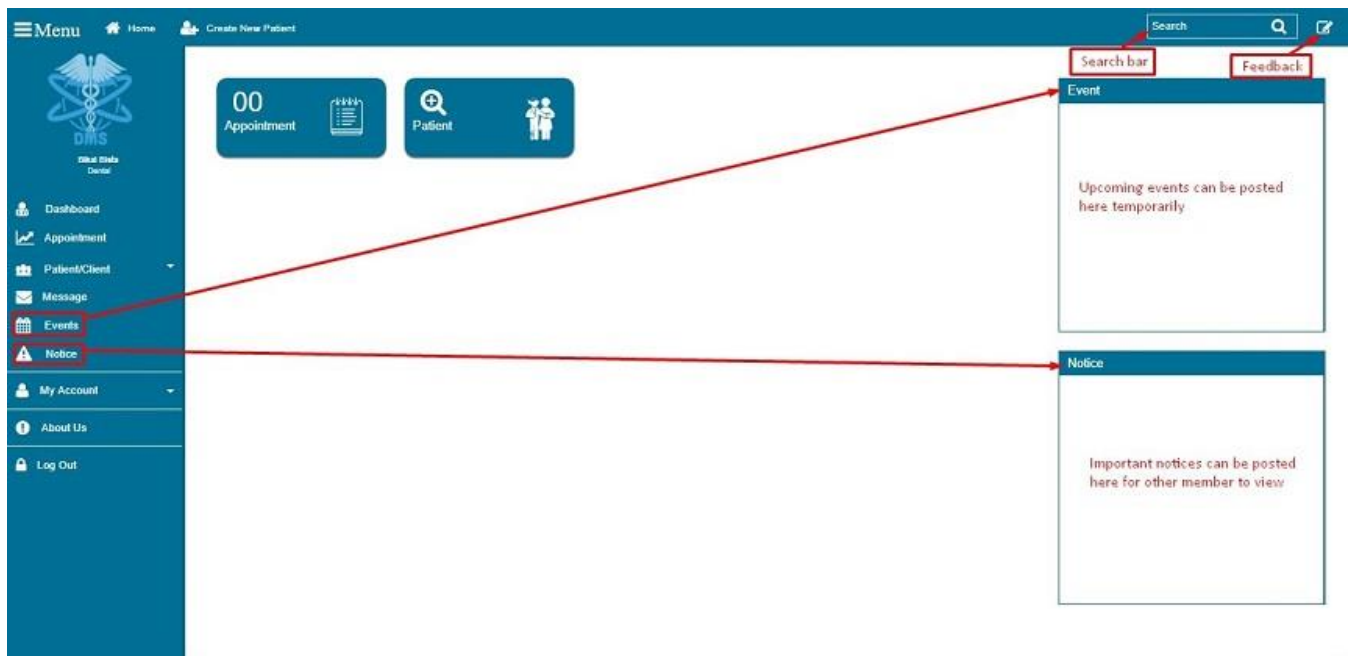 Menu
Home
Create New Patient
Search
Search bar
Feedback
DMS
Dental
Dashboard
Appointment
Patient/Client
Message
Events
Notice
My Account
About Us
Log Out
00
Appointment
Patient
Event
Upcoming events can be posted
here temporarily
Notice
Important notices can be posted
here for other member to view